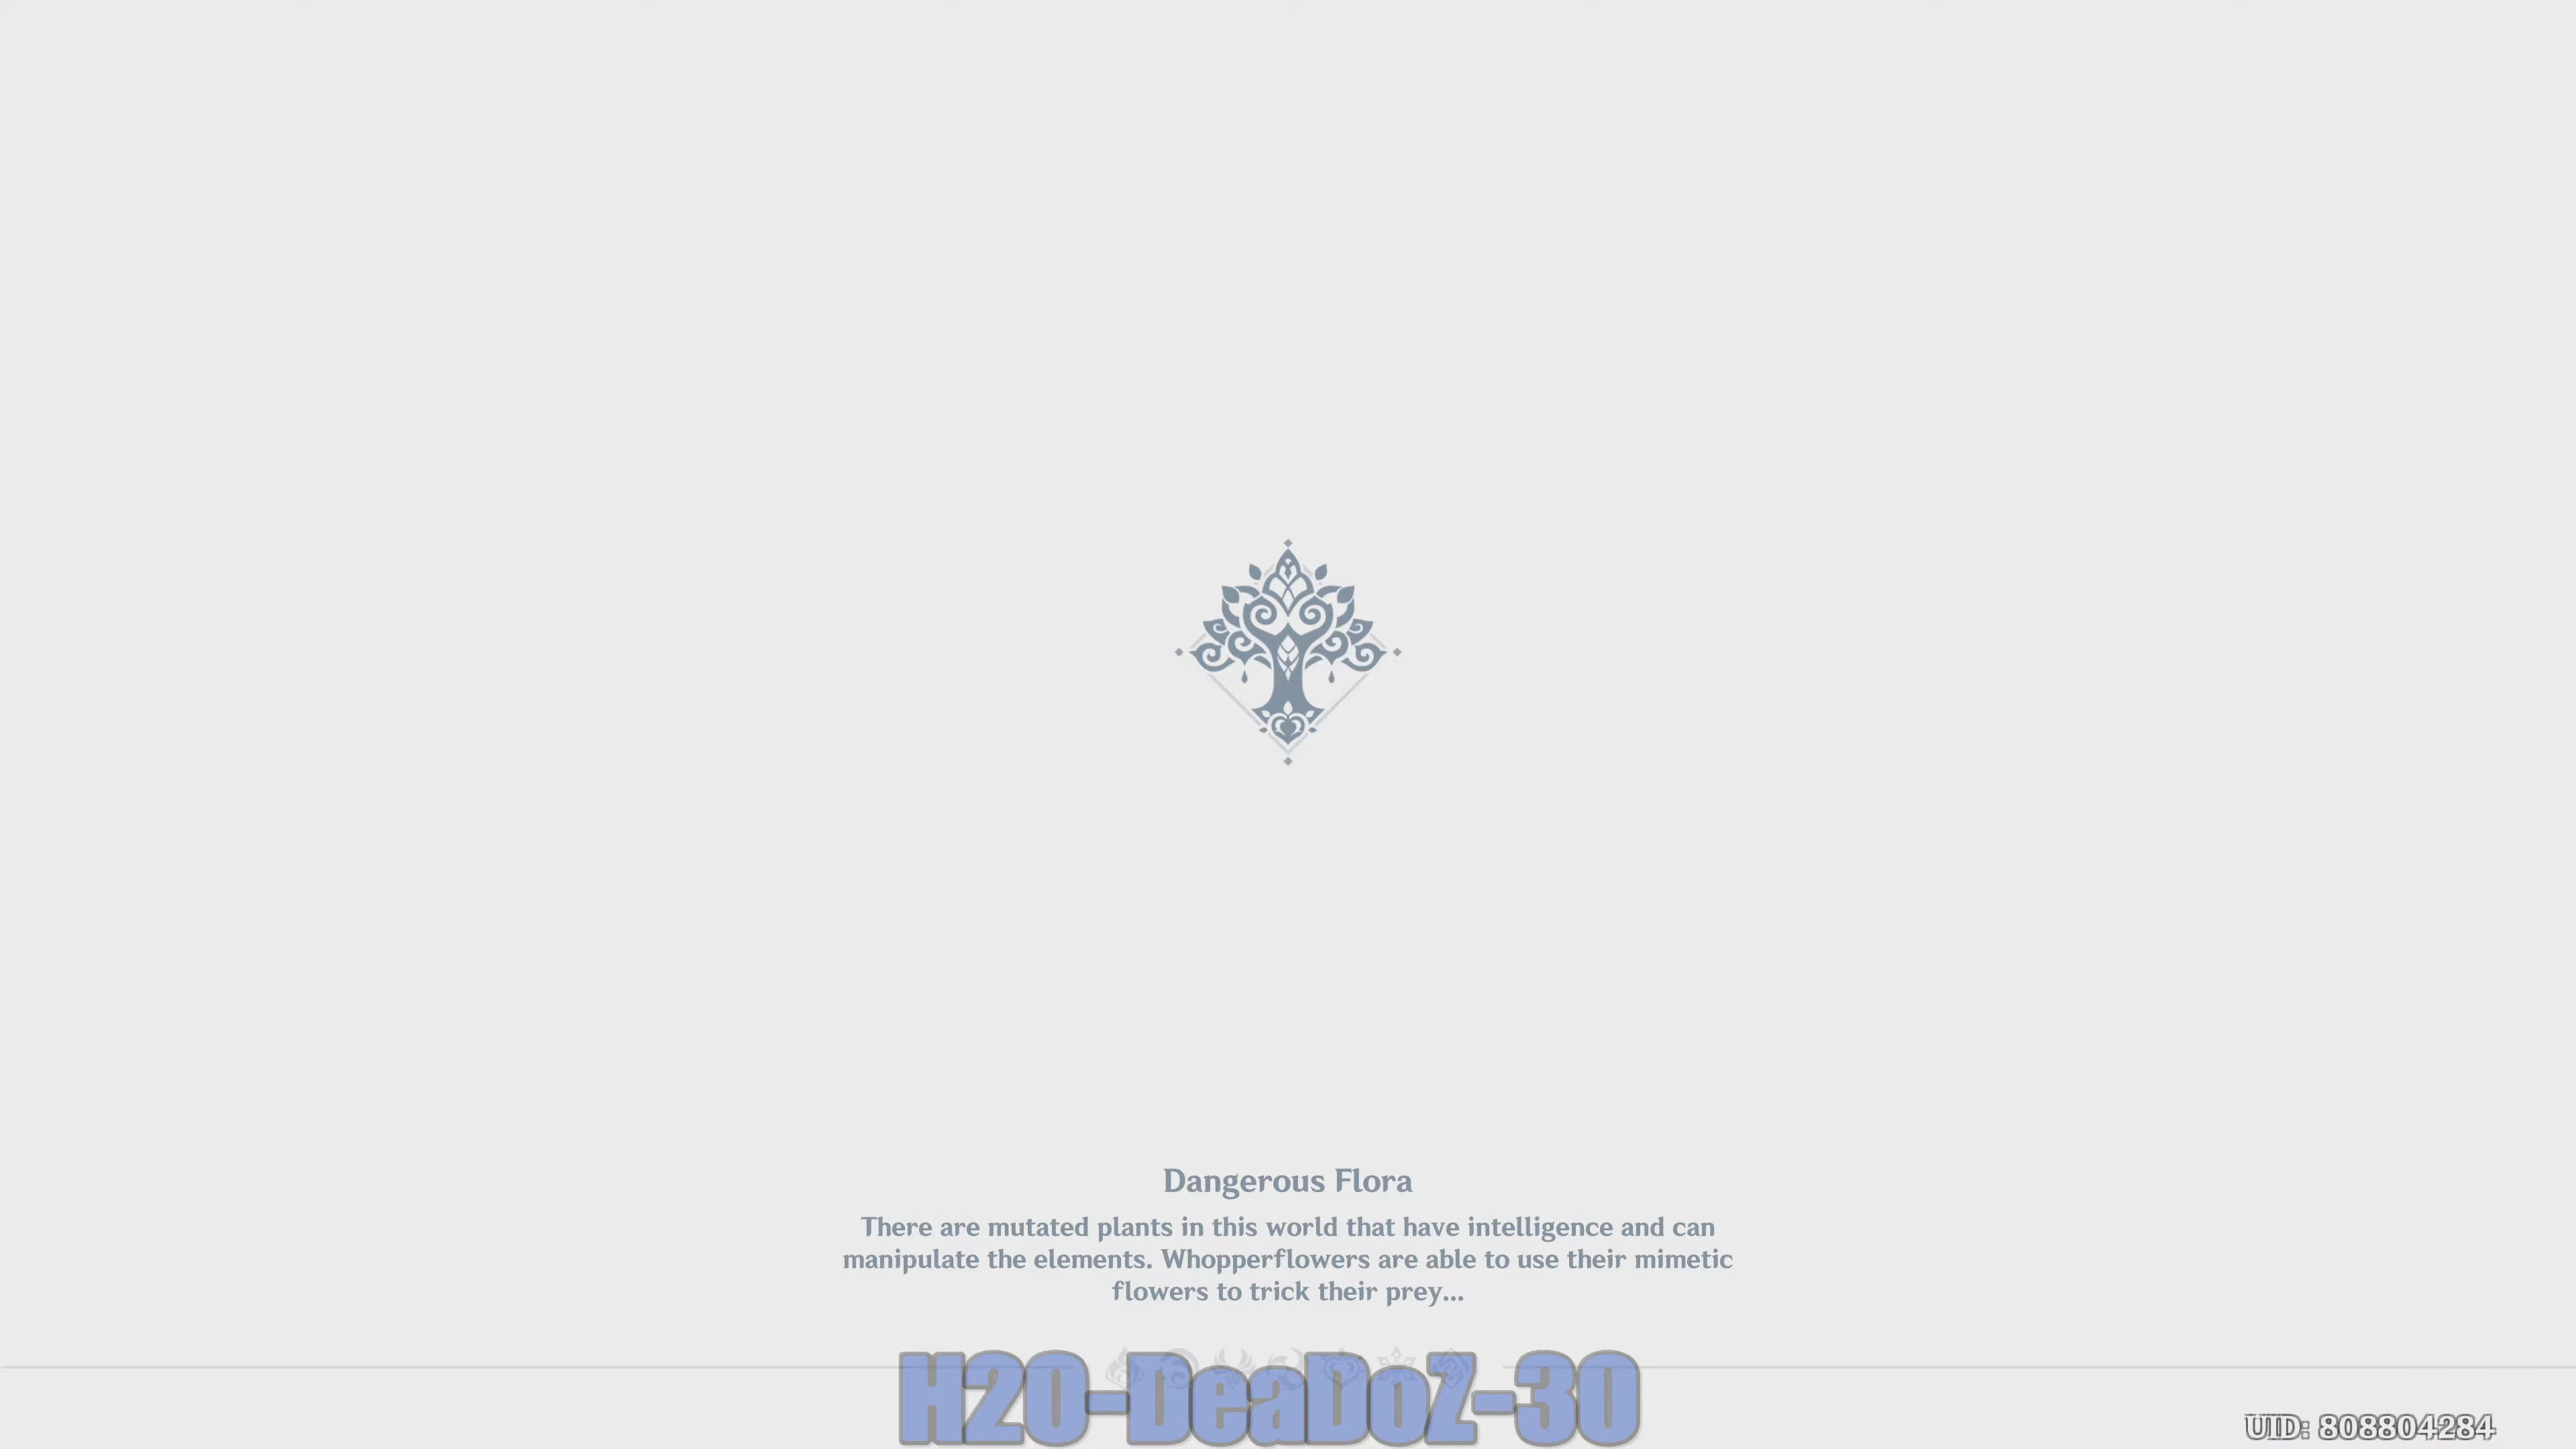 Dangerous Flora
There are mutated plants in this world that have intelligence and can
manipulate the elements. Whopperflowers are able to use their mimetic
flowers to trick their prey...
H2O-DeaDoZ-30
UID: 808804284